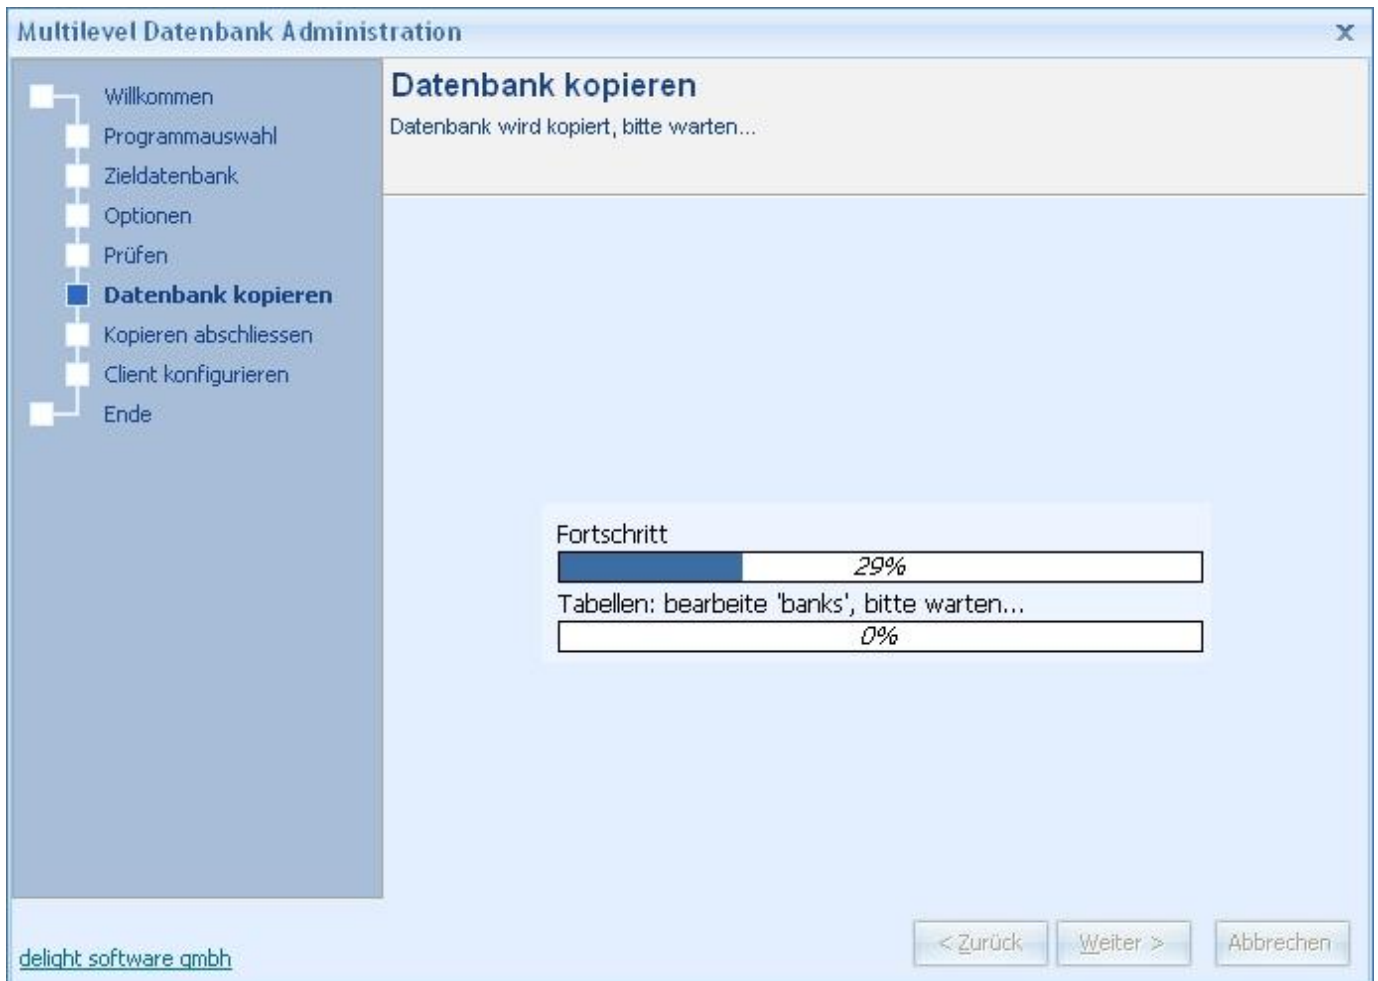 Multilevel Datenbank Administration
x
Willkommen
Programmauswahl
Zieldatenbank
Optionen
Prüfen
Datenbank kopieren
Kopieren abschliessen
Client konfigurieren
Ende
Datenbank kopieren
Datenbank wird kopiert, bitte warten...
Fortschritt
29%
Tabellen: bearbeite 'banks', bitte warten...
0%
delight software gmbh
< Zurück
Weiter >
Abbrechen